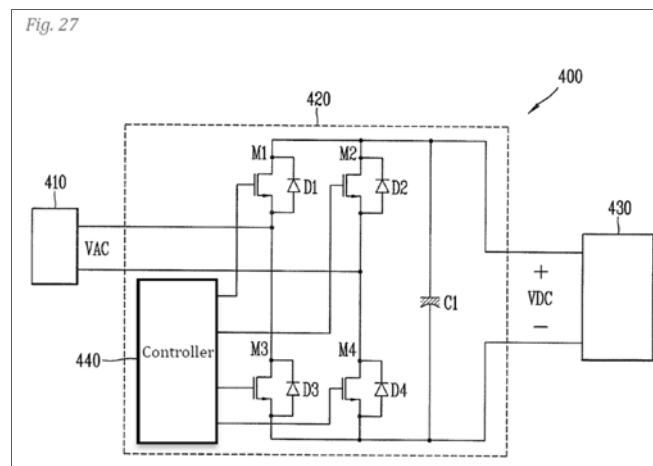 Fig. 27
400
420
M1
M2
410
D1
D2
430
VAC
+
VDC
−
C1
Controller
440
M3
M4
D3
D4